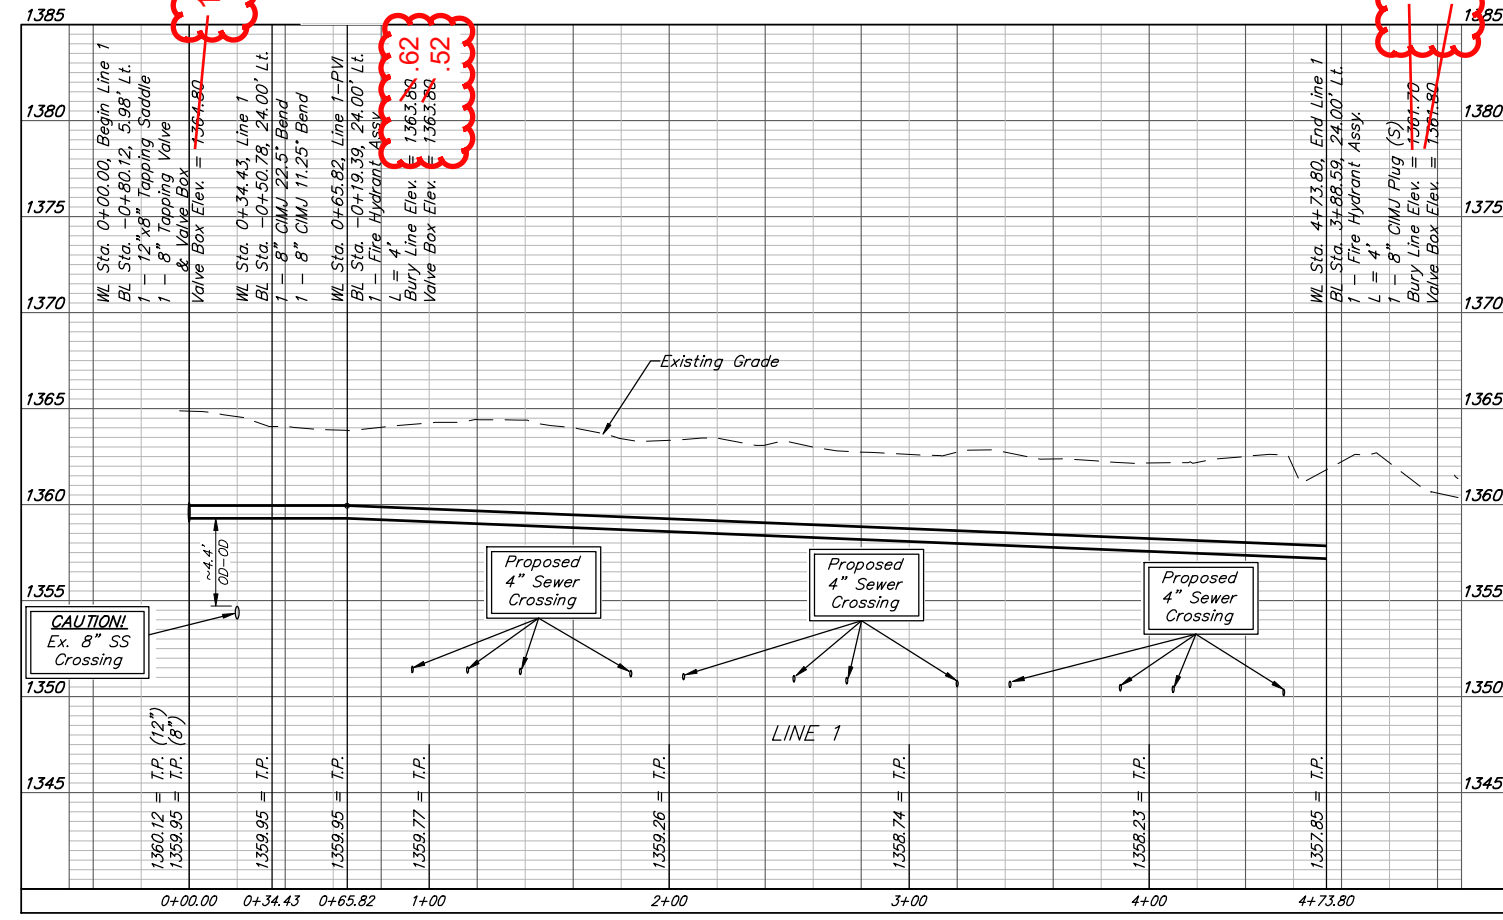 1385
1380
1375
1370
1365
1360
1355
1350
1345
WL Sta. 0+00.00, Begin Line 1
BL Sta. -0+80.12, 5.98' Lt.
1 - 12"x8" Tapping Saddle
1 - 8" Tapping Valve
& Valve Box
Valve Box Elev. = 1364.80
WL Sta. 0+34.43, Line 1
BL Sta. -0+50.78, 24.00' Lt.
1 - 8" CIMJ 22.5° Bend
1 - 8" CIMJ 11.25° Bend
WL Sta. 0+65.82, Line 1-PVI
BL Sta. -0+19.39, 24.00' Lt.
1 - Fire Hydrant Assy.
L = 4'
Bury Line Elev. = 1363.80 .62
Valve Box Elev. = 1363.80 .52
WL Sta. 4+73.80, End Line 1
BL Sta. 3+88.59, 24.00' Lt.
1 - Fire Hydrant Assy.
L = 4'
1 - 8" CIMJ Plug (S)
Bury Line Elev. = 1361.70
Valve Box Elev. = 1361.80
1385
1380
1375
1370
1365
1360
1355
1350
1345
Existing Grade
~4.4'
OD-OD
CAUTION!
Ex. 8" SS
Crossing
Proposed
4" Sewer
Crossing
Proposed
4" Sewer
Crossing
Proposed
4" Sewer
Crossing
LINE 1
1360.12 = T.P. (12")
1359.95 = T.P. (8")
1359.95 = T.P.
1359.95 = T.P.
1359.77 = T.P.
1359.26 = T.P.
1358.74 = T.P.
1358.23 = T.P.
1357.85 = T.P.
0+00.00 0+34.43 0+65.82 1+00 2+00 3+00 4+00 4+73.80